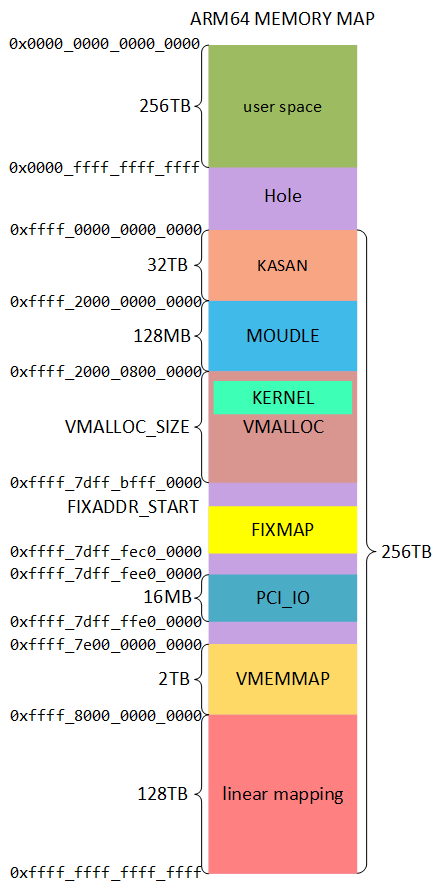 ARM64 MEMORY MAP
0x0000_0000_0000_0000
256TB
user space
0x0000_ffff_ffff_ffff
Hole
0xffff_0000_0000_0000
32TB
KASAN
0xffff_2000_0000_0000
128MB
MOUDLE
0xffff_2000_0800_0000
KERNEL
VMALLOC_SIZE
VMALLOC
0xffff_7dff_bfff_0000
FIXADDR_START
FIXMAP
0xffff_7dff_fec0_0000
256TB
0xffff_7dff_fee0_0000
16MB
PCI_IO
0xffff_7dff_ffe0_0000
0xffff_7e00_0000_0000
2TB
VMEMMAP
0xffff_8000_0000_0000
128TB
linear mapping
0xffff_ffff_ffff_ffff